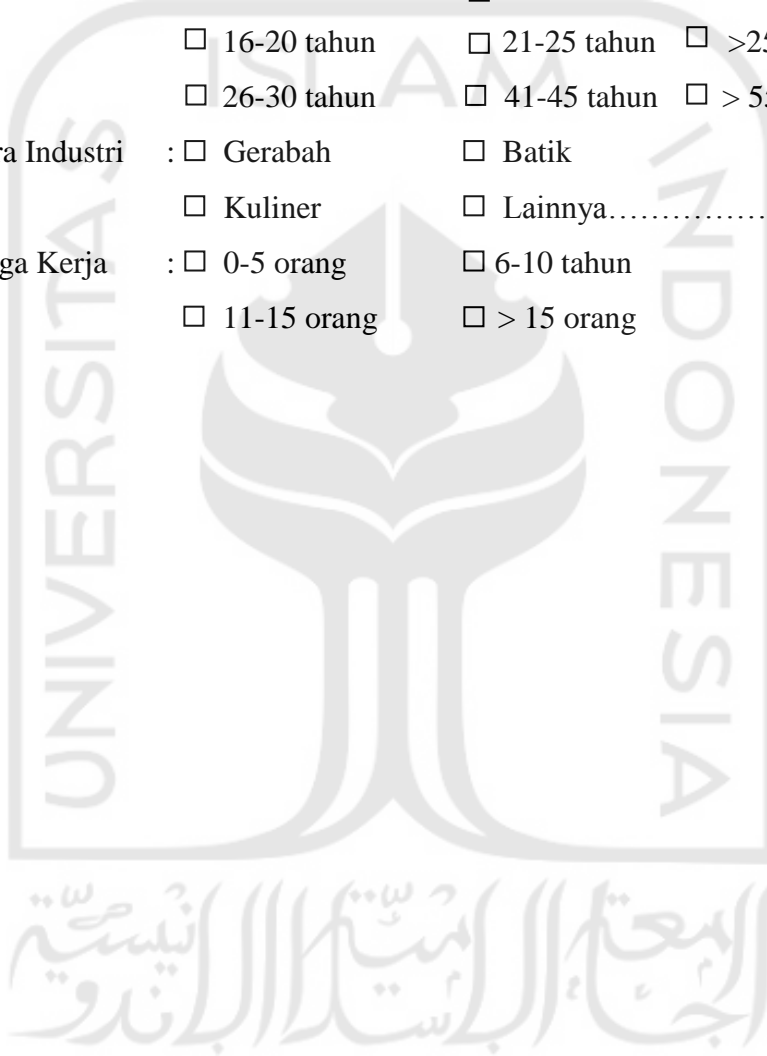 ☐ 16-20 tahun ☐ 21-25 tahun ☐ >25
☐ 26-30 tahun ☐ 41-45 tahun ☐ > 5
ra Industri : ☐ Gerabah ☐ Batik
☐ Kuliner ☐ Lainnya……………
ga Kerja : ☐ 0-5 orang ☐ 6-10 tahun
☐ 11-15 orang ☐ > 15 orang
ISLAM
UNIVERSITAS
INDONESIA